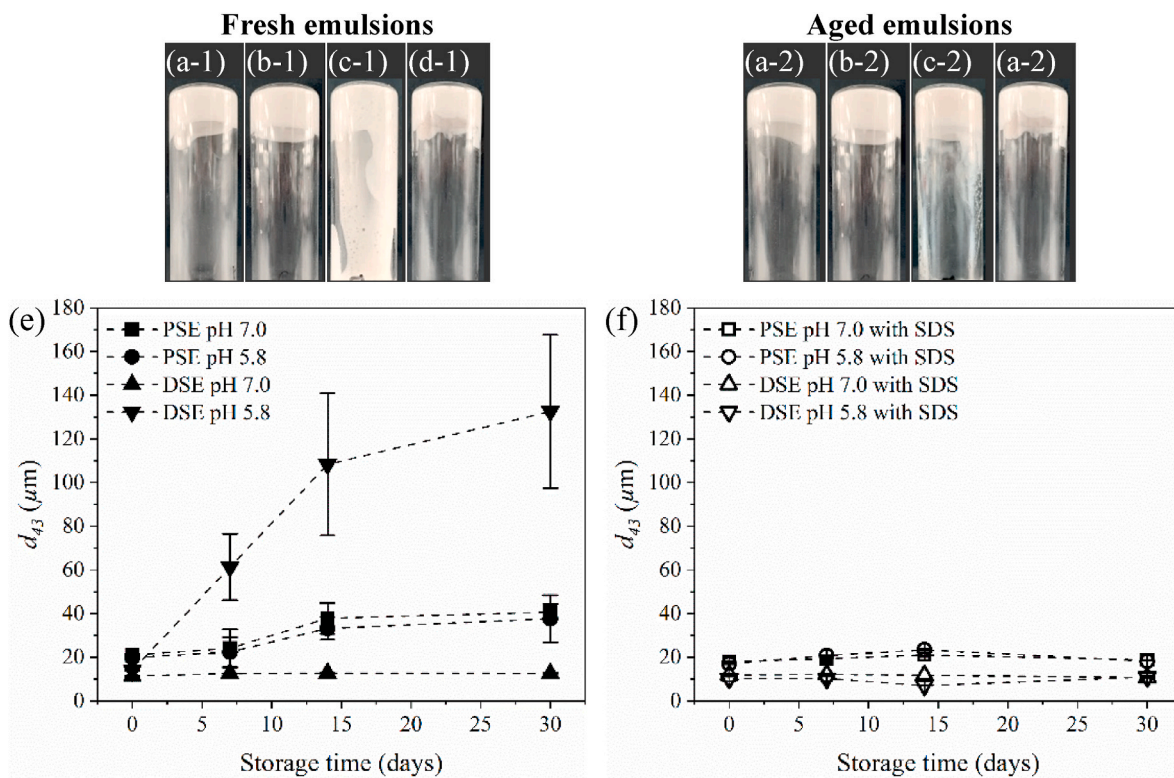 Fresh emulsions
Aged emulsions
(a-1) (b-1) (c-1) (d-1)
(a-2) (b-2) (c-2) (a-2)
(e)
180
160
140
120
100
80
60
40
20
0
d43 (μm)
PSE pH 7.0
PSE pH 5.8
DSE pH 7.0
DSE pH 5.8
0 5 10 15 20 25 30
Storage time (days)
(f)
180
160
140
120
100
80
60
40
20
0
d43 (μm)
PSE pH 7.0 with SDS
PSE pH 5.8 with SDS
DSE pH 7.0 with SDS
DSE pH 5.8 with SDS
0 5 10 15 20 25 30
Storage time (days)